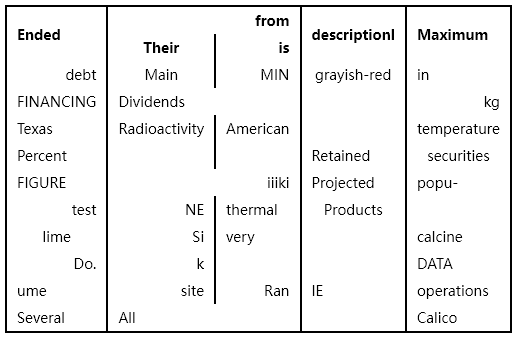 Ended Their from is descriptionl Maximum
debt Main MIN grayish-red in
FINANCING Dividends kg
Texas Radioactivity American temperature
Percent Retained securities
FIGURE iiiki Projected popu-
test NE thermal Products
lime Si very calcine
Do. k DATA
ume site Ran IE operations
Several All Calico